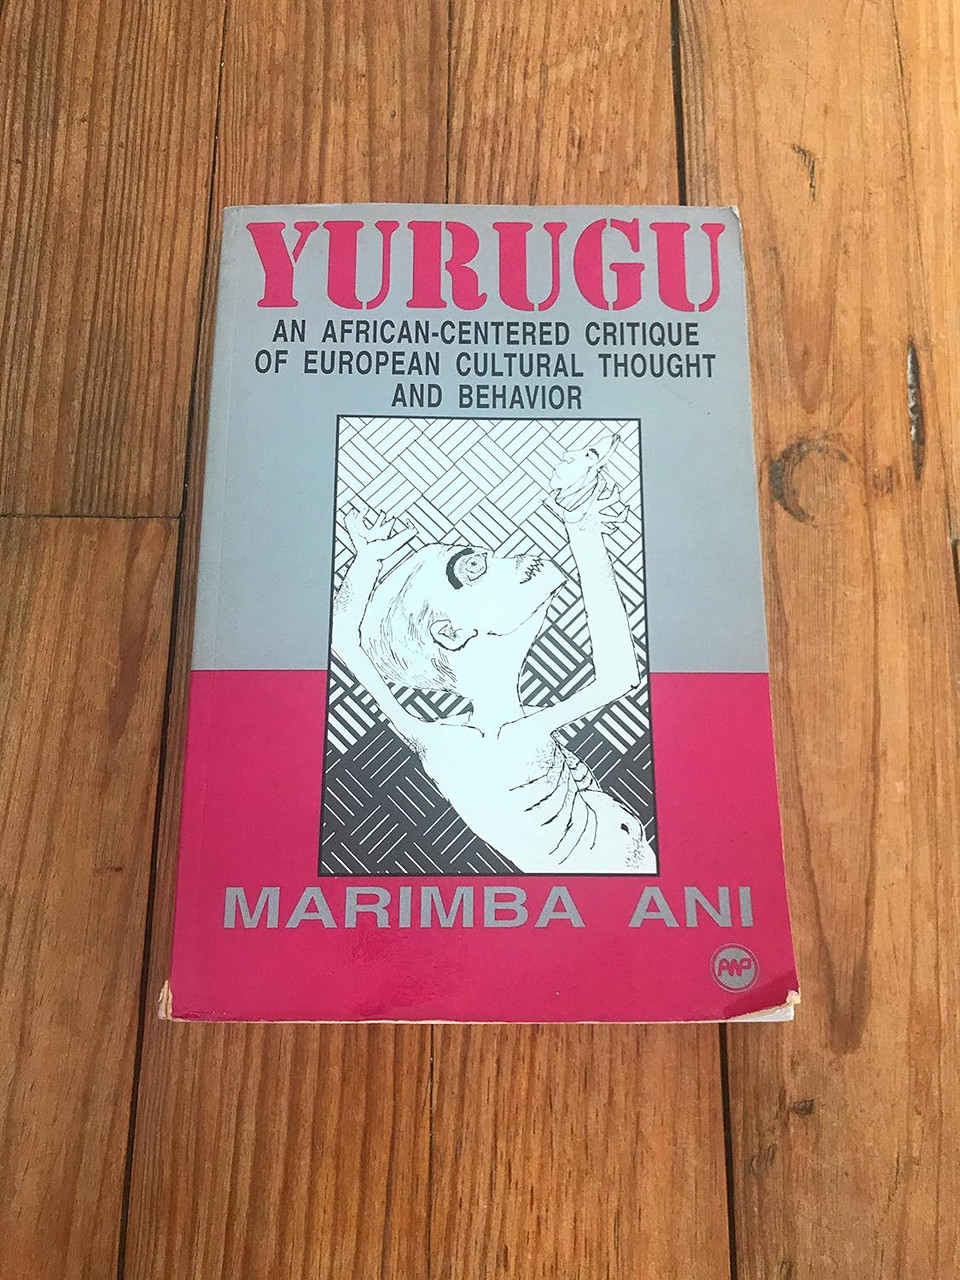 YURUGU
AN AFRICAN-CENTERED CRITIQUE
OF EUROPEAN CULTURAL THOUGHT
AND BEHAVIOR
MARIMBA ANI
AWP